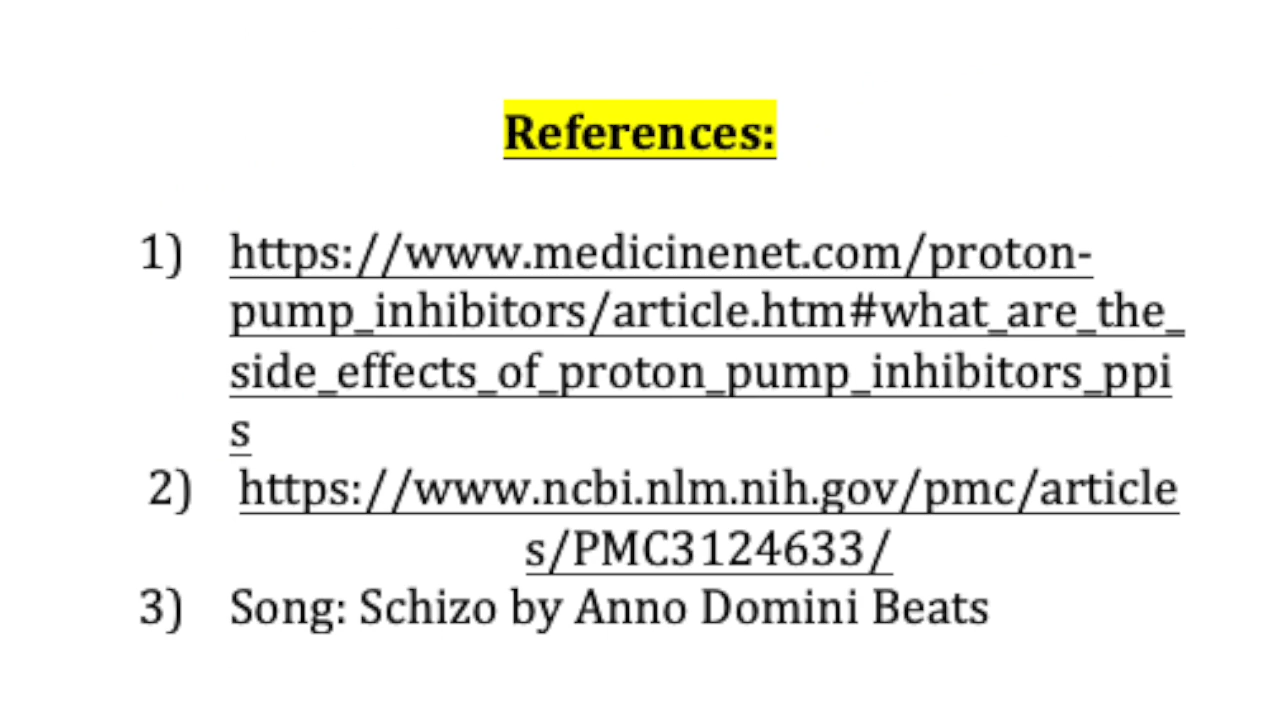 References:
1) https://www.medicinenet.com/proton-
pump_inhibitors/article.htm#what_are_the_
side_effects_of_proton_pump_inhibitors_ppi
s
2) https://www.ncbi.nlm.nih.gov/pmc/article
s/PMC3124633/
3) Song: Schizo by Anno Domini Beats